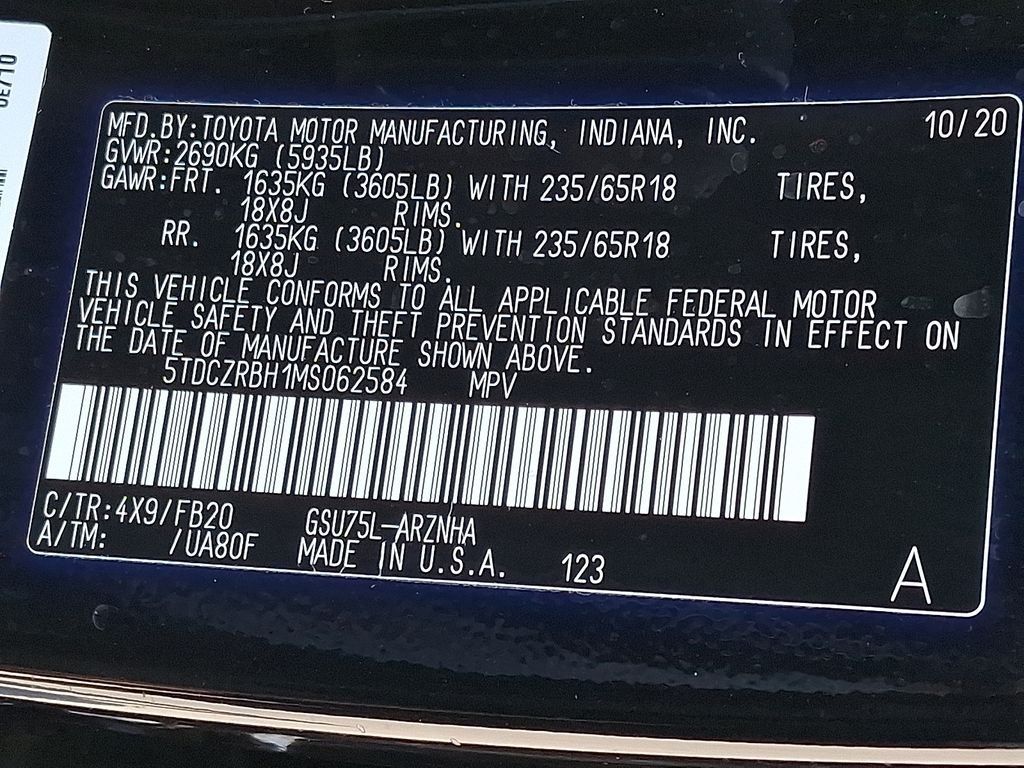 MFD.BY:TOYOTA MOTOR MANUFACTURING, INDIANA, INC. 10/20
GVWR:2690KG (5935LB)
GAWR:FRT. 1635KG (3605LB) WITH 235/65R18 TIRES,
18X8J RIMS.
RR. 1635KG (3605LB) WITH 235/65R18 TIRES,
18X8J RIMS.
THIS VEHICLE CONFORMS TO ALL APPLICABLE FEDERAL MOTOR
VEHICLE SAFETY AND THEFT PREVENTION STANDARDS IN EFFECT ON
THE DATE OF MANUFACTURE SHOWN ABOVE.
5TDCZRBH1MS062584 MPV
C/TR:4X9/FB20 GSU75L-ARZNHA
A/TM: /UA80F MADE IN U.S.A. 123 A
0E710